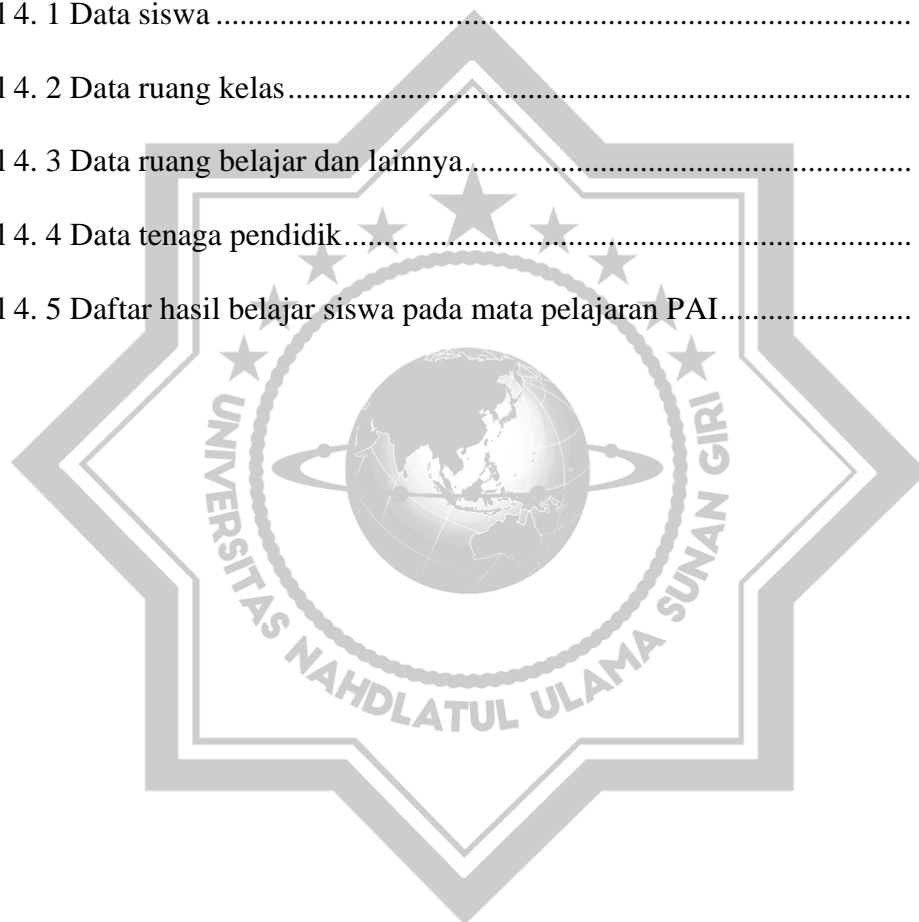 l 4. 1 Data siswa ....................................................................................
l 4. 2 Data ruang kelas............................................................................
l 4. 3 Data ruang belajar dan lainnya.......................................................
l 4. 4 Data tenaga pendidik.....................................................................
l 4. 5 Daftar hasil belajar siswa pada mata pelajaran PAI.......................
UNIVERSITAS NAHDLATUL ULAMA SUNAN GIRI